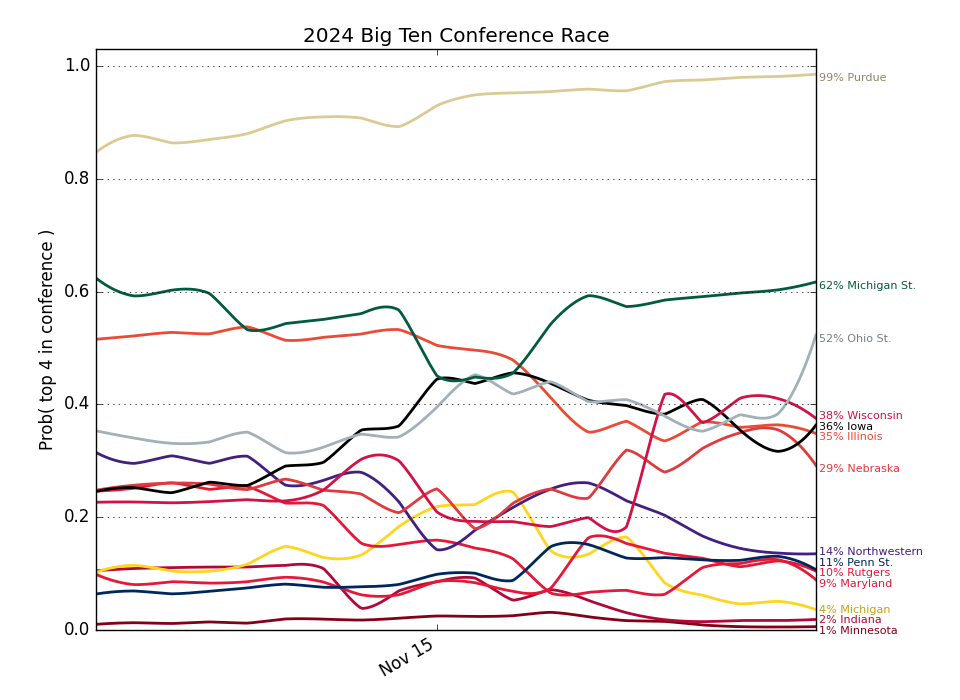 2024 Big Ten Conference Race
Prob( top 4 in conference )
1.0
0.8
0.6
0.4
0.2
0.0
Nov 15
99% Purdue
62% Michigan St.
52% Ohio St.
38% Wisconsin
36% Iowa
35% Illinois
29% Nebraska
14% Northwestern
11% Penn St.
10% Rutgers
9% Maryland
4% Michigan
2% Indiana
1% Minnesota